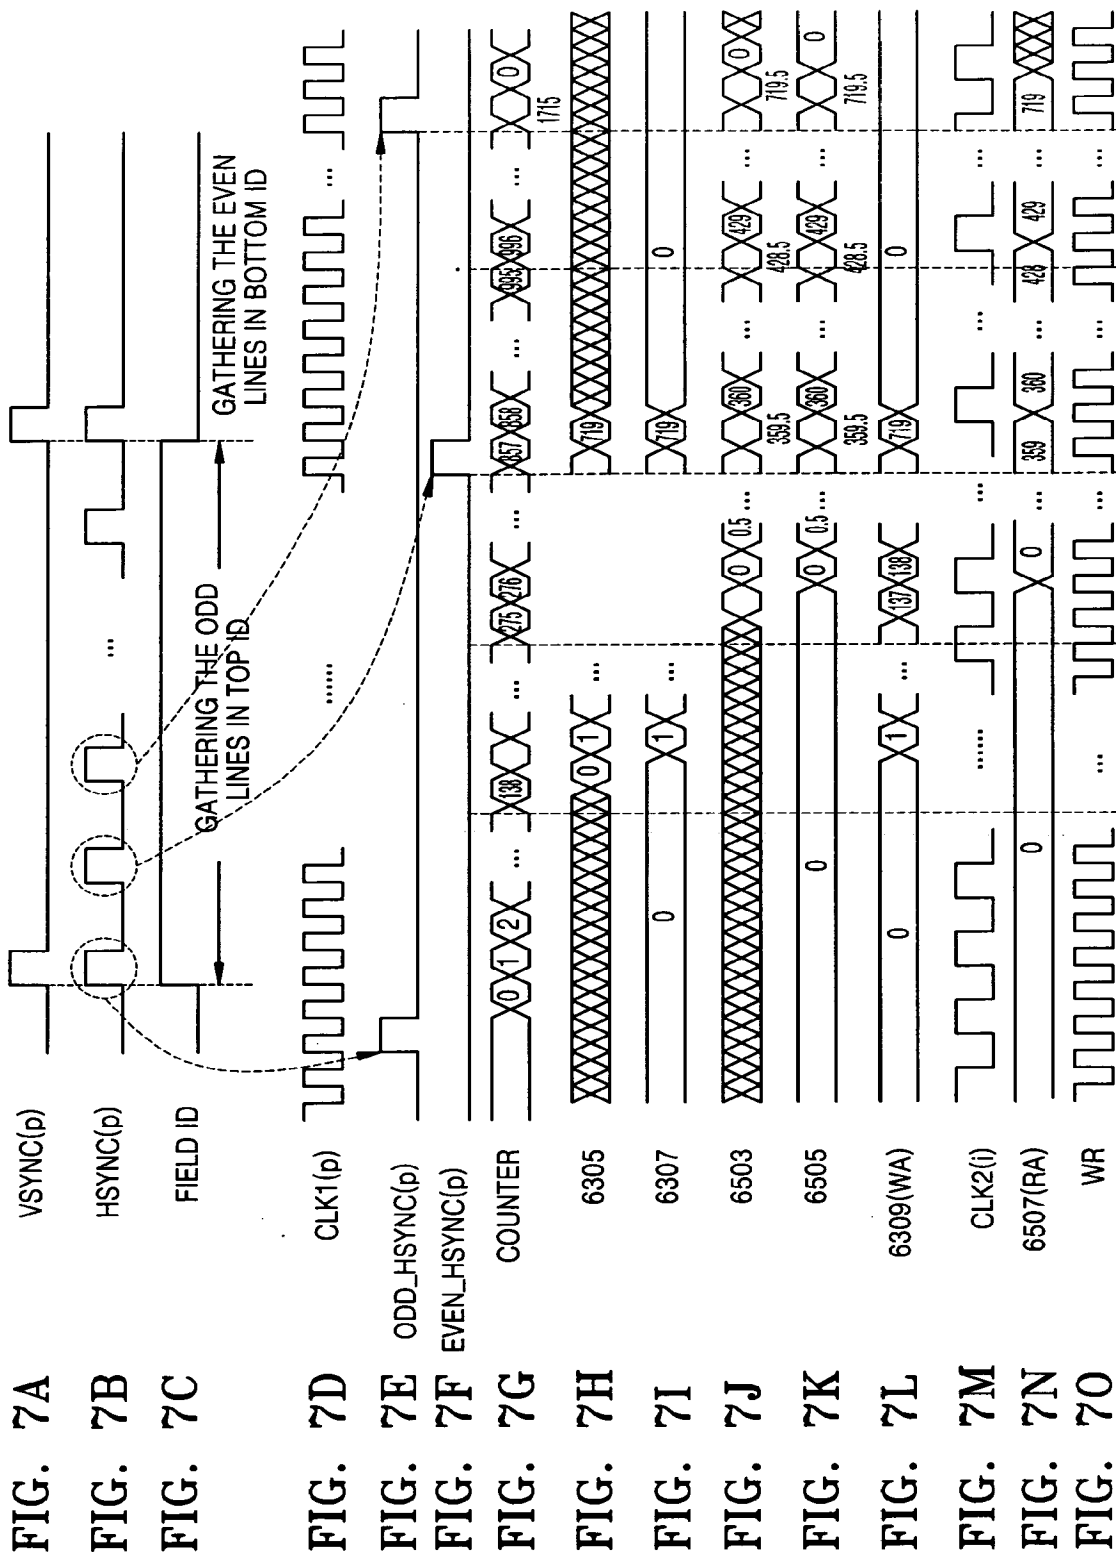 FIG. 7A VSYNC(p)
FIG. 7B HSYNC(p) ...
FIG. 7C FIELD ID
GATHERING THE ODD
LINES IN TOP ID
GATHERING THE EVEN
LINES IN BOTTOM ID
FIG. 7D CLK1(p) ...... ...
FIG. 7E ODD_HSYNC(p)
FIG. 7F EVEN_HSYNC(p)
FIG. 7G COUNTER 0 1 2 ... 138 ... 275 276 ... 857 858 ... 995 996 ... 1715 0
FIG. 7H 6305 0 1 ... 719
FIG. 7I 6307 0 1 ... 719 0
FIG. 7J 6503 0 0.5 ... 359.5 360 ... 428.5 429 ... 719.5 0
FIG. 7K 6505 0 0 0.5 ... 359.5 360 ... 428.5 429 ... 719.5 0
FIG. 7L 6309(WA) 0 1 ... 137 138 719 0
FIG. 7M CLK2(i) ...... ... ... ...
FIG. 7N 6507(RA) 0 0 ... 359 360 ... 428 429 ... 719
FIG. 7O WR ... ... ... ...